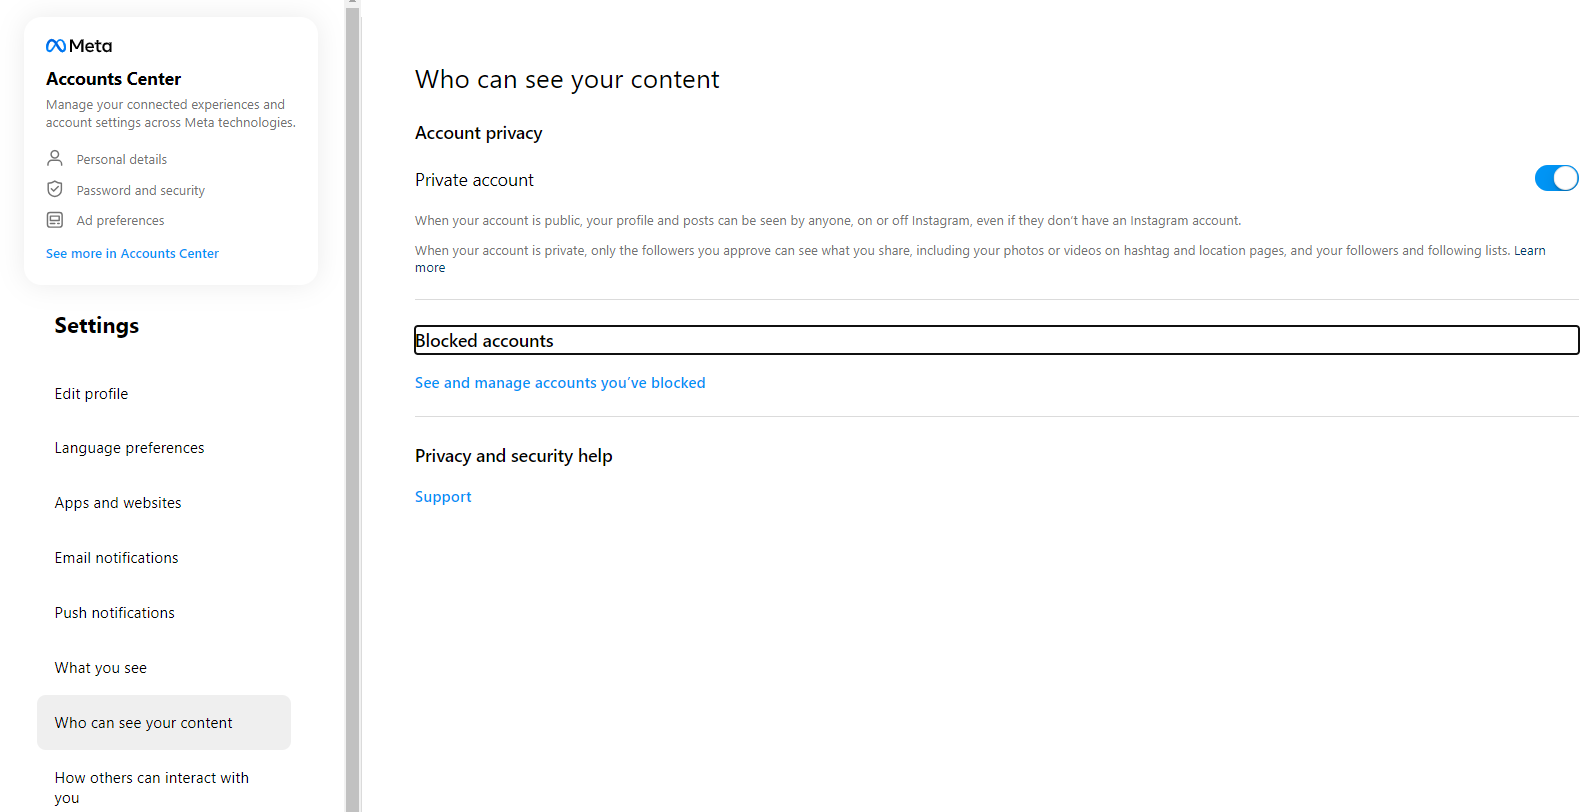 Meta
Accounts Center
Manage your connected experiences and
account settings across Meta technologies.
Personal details
Password and security
Ad preferences
See more in Accounts Center
Settings
Edit profile
Language preferences
Apps and websites
Email notifications
Push notifications
What you see
Who can see your content
How others can interact with
you
Who can see your content
Account privacy
Private account
When your account is public, your profile and posts can be seen by anyone, on or off Instagram, even if they don't have an Instagram account.
When your account is private, only the followers you approve can see what you share, including your photos or videos on hashtag and location pages, and your followers and following lists. Learn
more
Blocked accounts
See and manage accounts you've blocked
Privacy and security help
Support